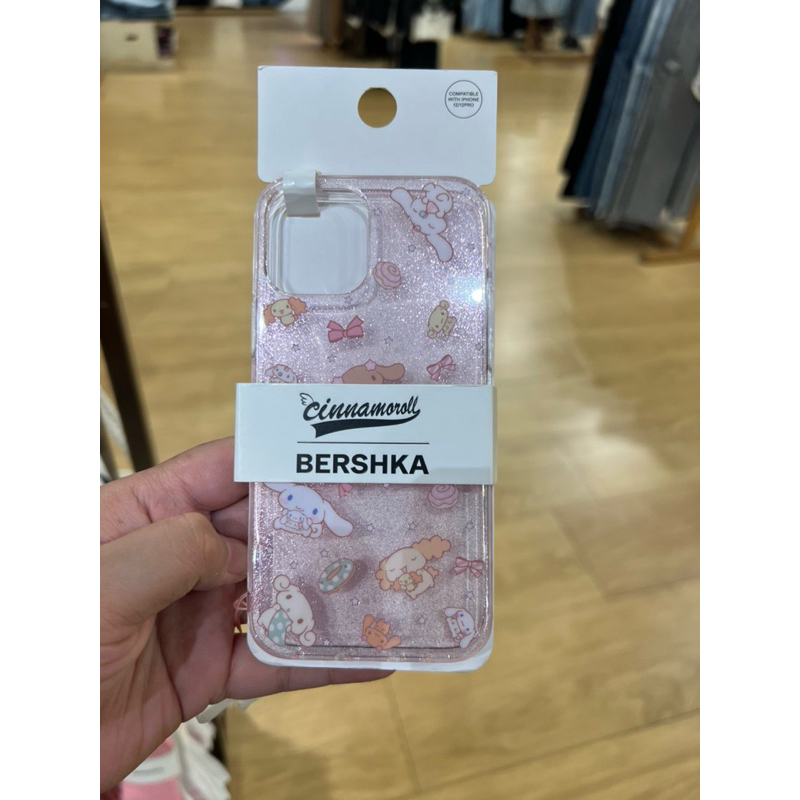 COMPATIBLE
WITH IPHONE
12/12PRO
cinnamoroll
BERSHKA